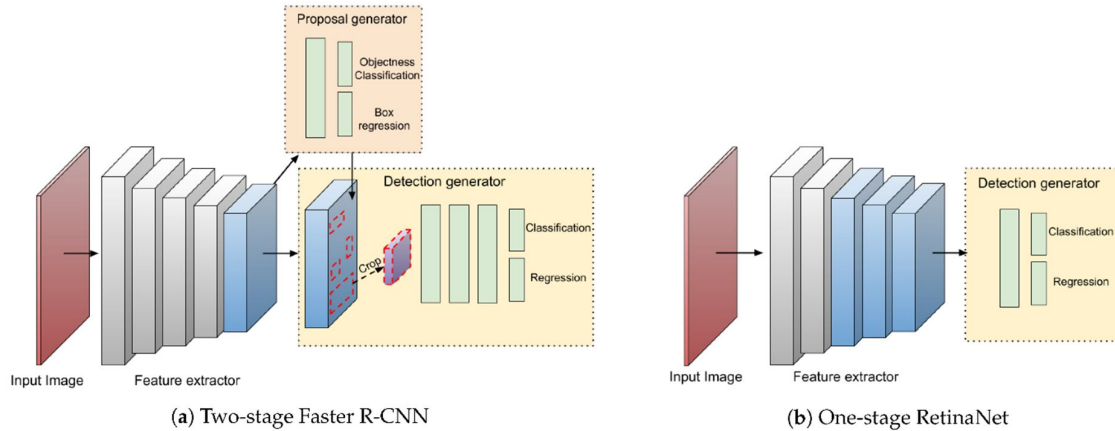 Proposal generator
Objectness
Classification
Box
regression
Detection generator
Crop
Classification
Regression
Input Image
Feature extractor
(a) Two-stage Faster R-CNN
Detection generator
Classification
Regression
Input Image
Feature extractor
(b) One-stage RetinaNet